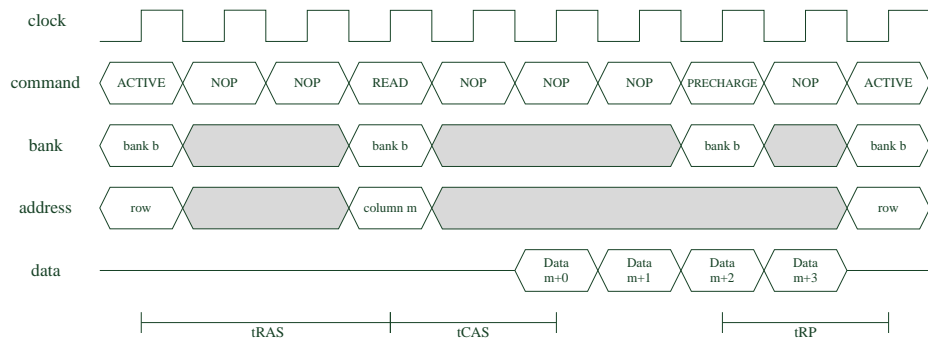 clock
command ACTIVE NOP NOP READ NOP NOP NOP PRECHARGE NOP ACTIVE
bank bank b bank b bank b bank b
address row column m row
data Data m+0 Data m+1 Data m+2 Data m+3
tRAS tCAS tRP